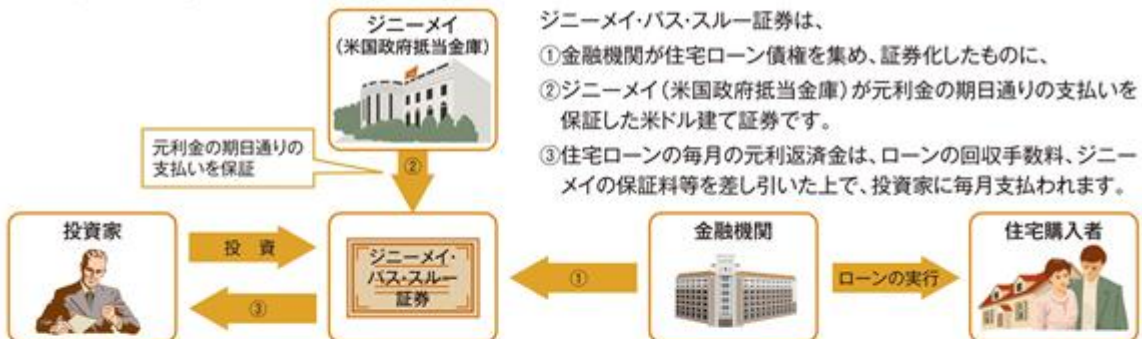 ジニーメイ
(米国政府抵当金庫)
ジニーメイ・パス・スルー証券は、
①金融機関が住宅ローン債権を集め、証券化したものに、
②ジニーメイ(米国政府抵当金庫)が元利金の期日通りの支払いを
保証した米ドル建て証券です。
③住宅ローンの毎月の元利返済金は、ローンの回収手数料、ジニー
メイの保証料等を差し引いた上で、投資家に毎月支払われます。
元利金の期日通りの
支払いを保証
②
投資家
投 資
③
ジニーメイ・
パス・スルー
証券
①
金融機関
ローンの実行
住宅購入者